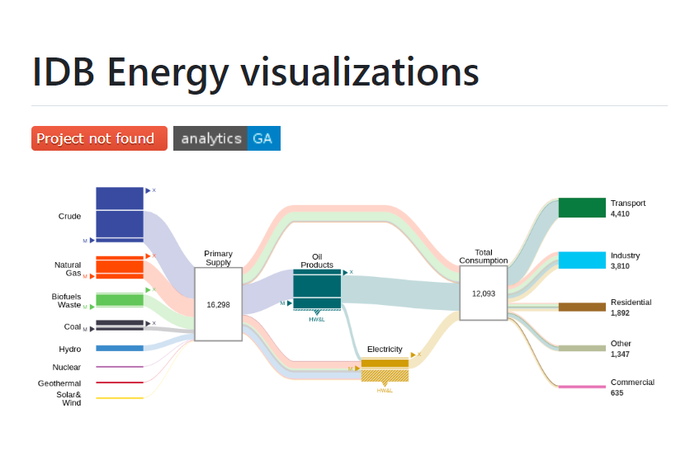 IDB Energy visualizations
Project not found
analytics GA
Crude
X
M
Natural
Gas
X
M
Biofuels
Waste
M
Coal
X
M
Hydro
Nuclear
Geothermal
Solar&
Wind
Primary
Supply
16,298
Oil
Products
X
M
HW&L
Electricity
X
M
HW&L
Total
Consumption
12,093
Transport
4,410
Industry
3,810
Residential
1,892
Other
1,347
Commercial
635